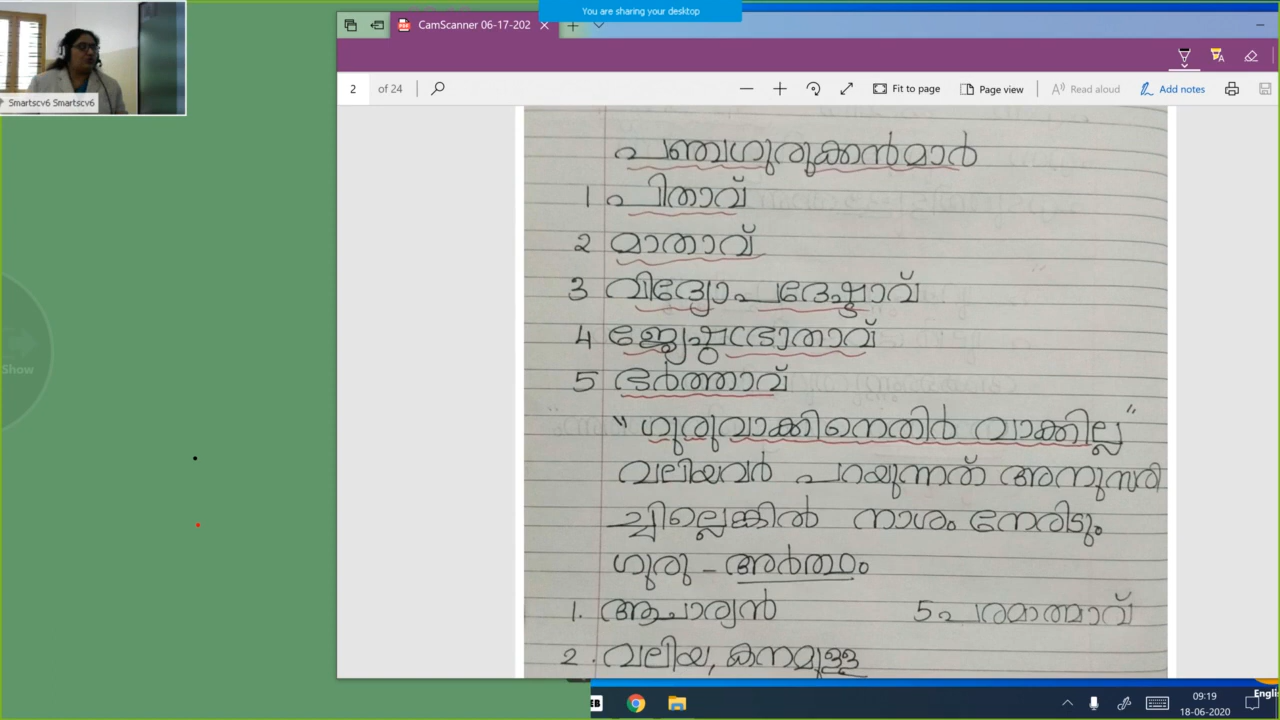 You are sharing your desktop
CamScanner 06-17-202
2 of 24
Fit to page
Page view
Read aloud
Add notes
Smartscv6 Smartscv6
Show
പഞ്ചഗുരുക്കൻമാർ
1 പിതാവ്
2 മാതാവ്
3 വിദ്യോപദേഷ്ടാവ്
4 ജ്യേഷ്ഠഭ്രാതാവ്
5 ഭർത്താവ്
"ഗുരുവാക്കിനെതിർ വാക്കില്ല"
വലിയവർ പറയുന്നത് അനുസരി
ച്ചില്ലെങ്കിൽ നാശം നേരിടും
ഗുരു - അർത്ഥം
1. ആചാര്യൻ 5 പരമാത്മാവ്
2. വലിയ, കനമുള്ള
09:19
18-06-2020